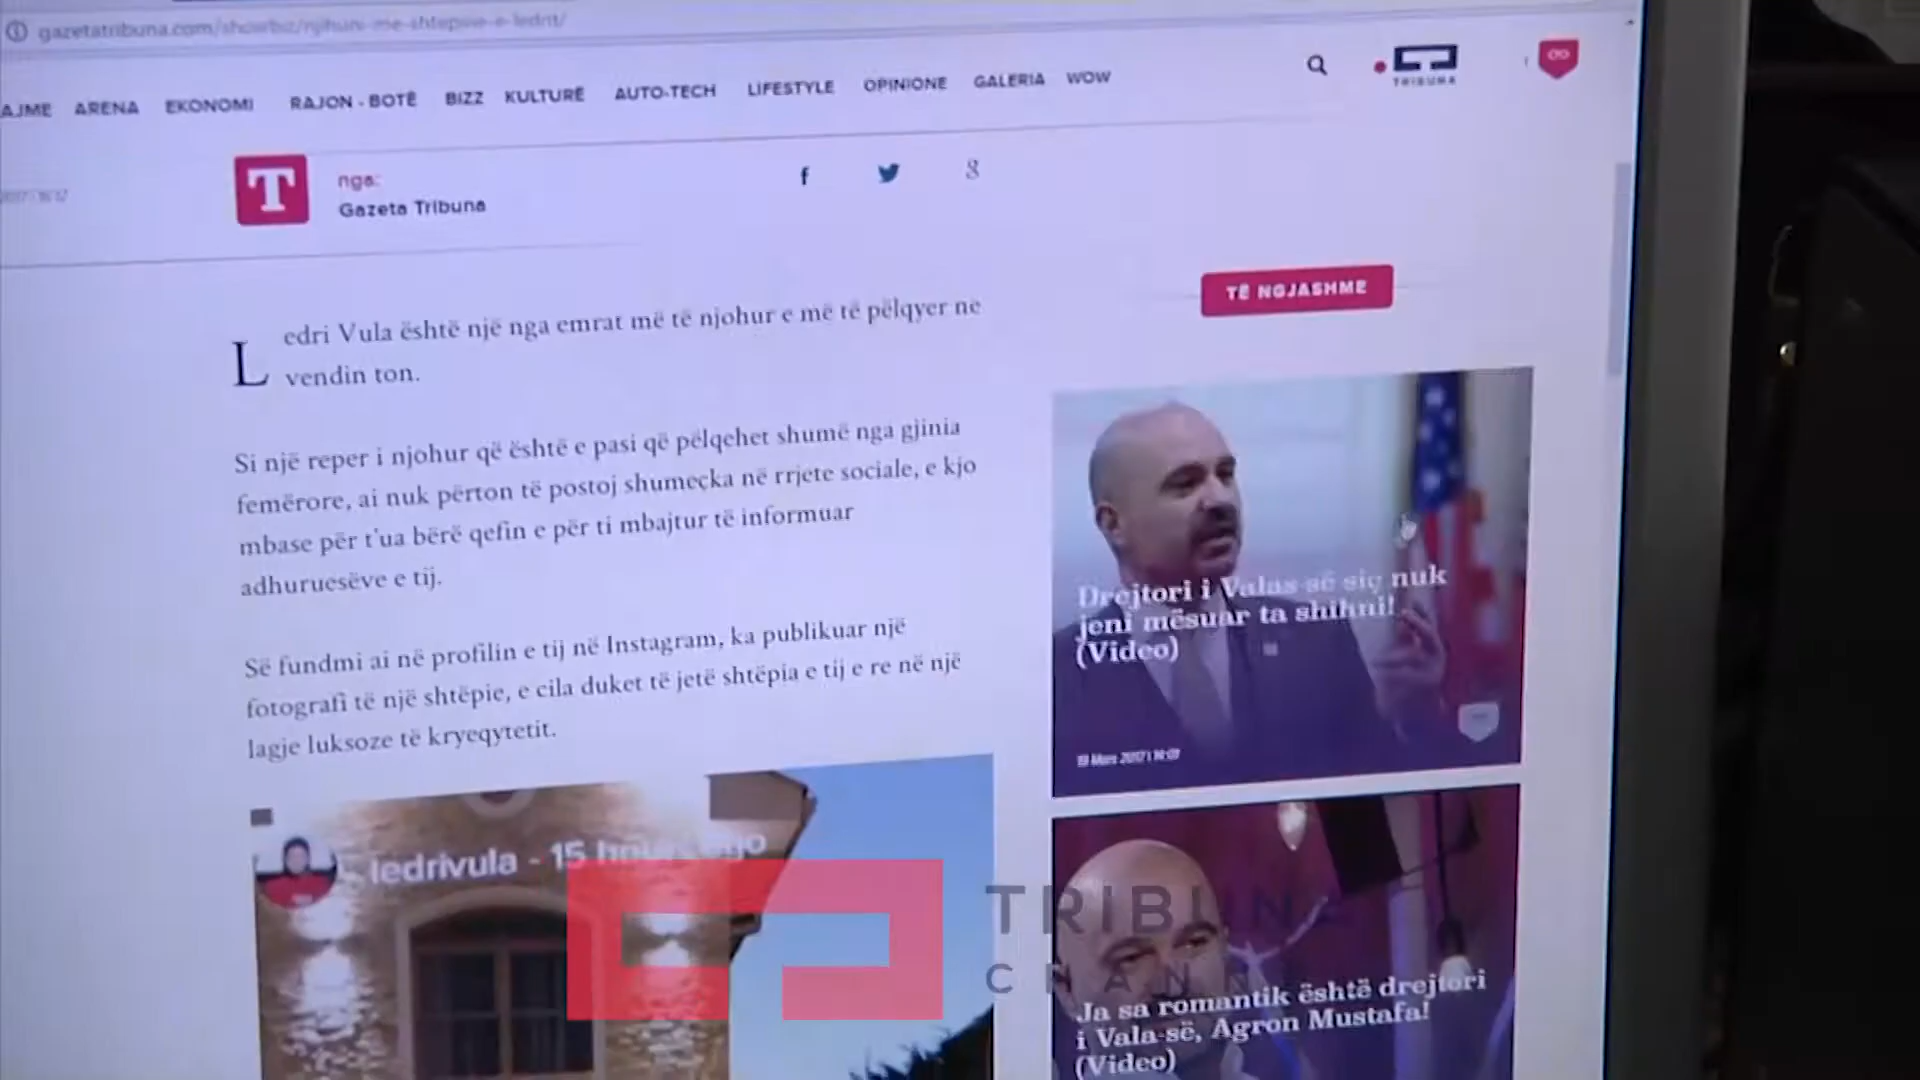 gazetatribuna.com/showbiz/njihuni-me-shtepine-e-ledrit/
AJME ARENA EKONOMI RAJON - BOTË BIZZ KULTURË AUTO-TECH LIFESTYLE OPINIONE GALERIA WOW
TRIBUNA
T
nga:
Gazeta Tribuna
TË NGJASHME
Ledri Vula është një nga emrat më të njohur e më të pëlqyer ne
vendin ton.
Si një reper i njohur që është e pasi që pëlqehet shumë nga gjinia
femërore, ai nuk përton të postoj shumeçka në rrjete sociale, e kjo
mbase për t'ua bërë qefin e për ti mbajtur të informuar
adhuruesëve e tij.
Së fundmi ai në profilin e tij në Instagram, ka publikuar një
fotografi të një shtëpie, e cila duket të jetë shtëpia e tij e re në një
lagje luksoze të kryeqytetit.
ledrivula - 15 hours ago
Drejtori i Valas së siç nuk
jeni mësuar ta shihni!
(Video)
19 Mars 2017 |
Ja sa romantik është drejtori
i Vala-së, Agron Mustafa!
(Video)
TRIBUNA
CHANN